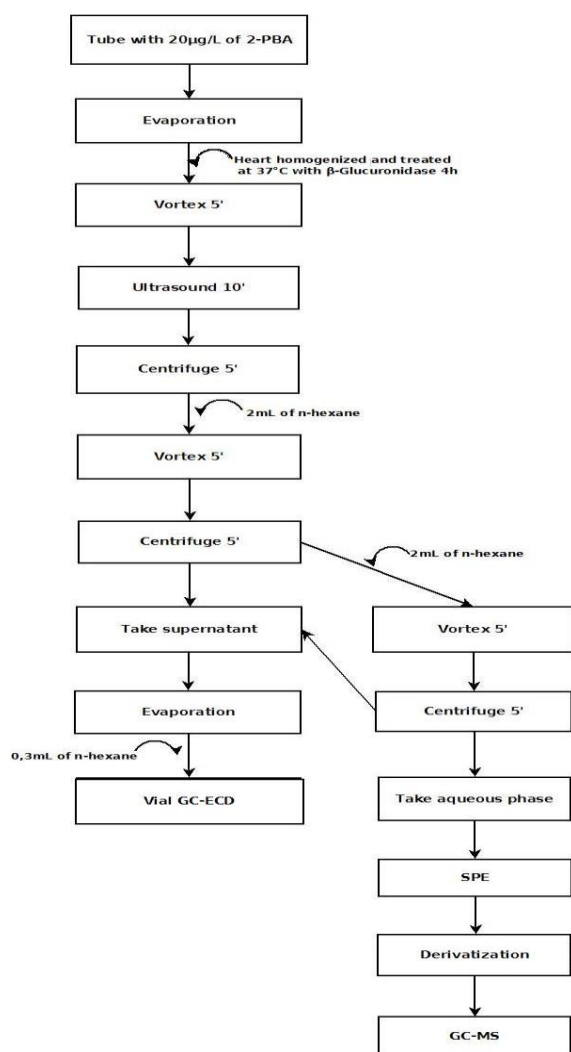 Tube with 20µg/L of 2-PBA
Evaporation
Heart homogenized and treated
at 37°C with β-Glucuronidase 4h
Vortex 5'
Ultrasound 10'
Centrifuge 5'
2mL of n-hexane
Vortex 5'
Centrifuge 5'
2mL of n-hexane
Take supernatant
Vortex 5'
Evaporation
Centrifuge 5'
0,3mL of n-hexane
Vial GC-ECD
Take aqueous phase
SPE
Derivatization
GC-MS